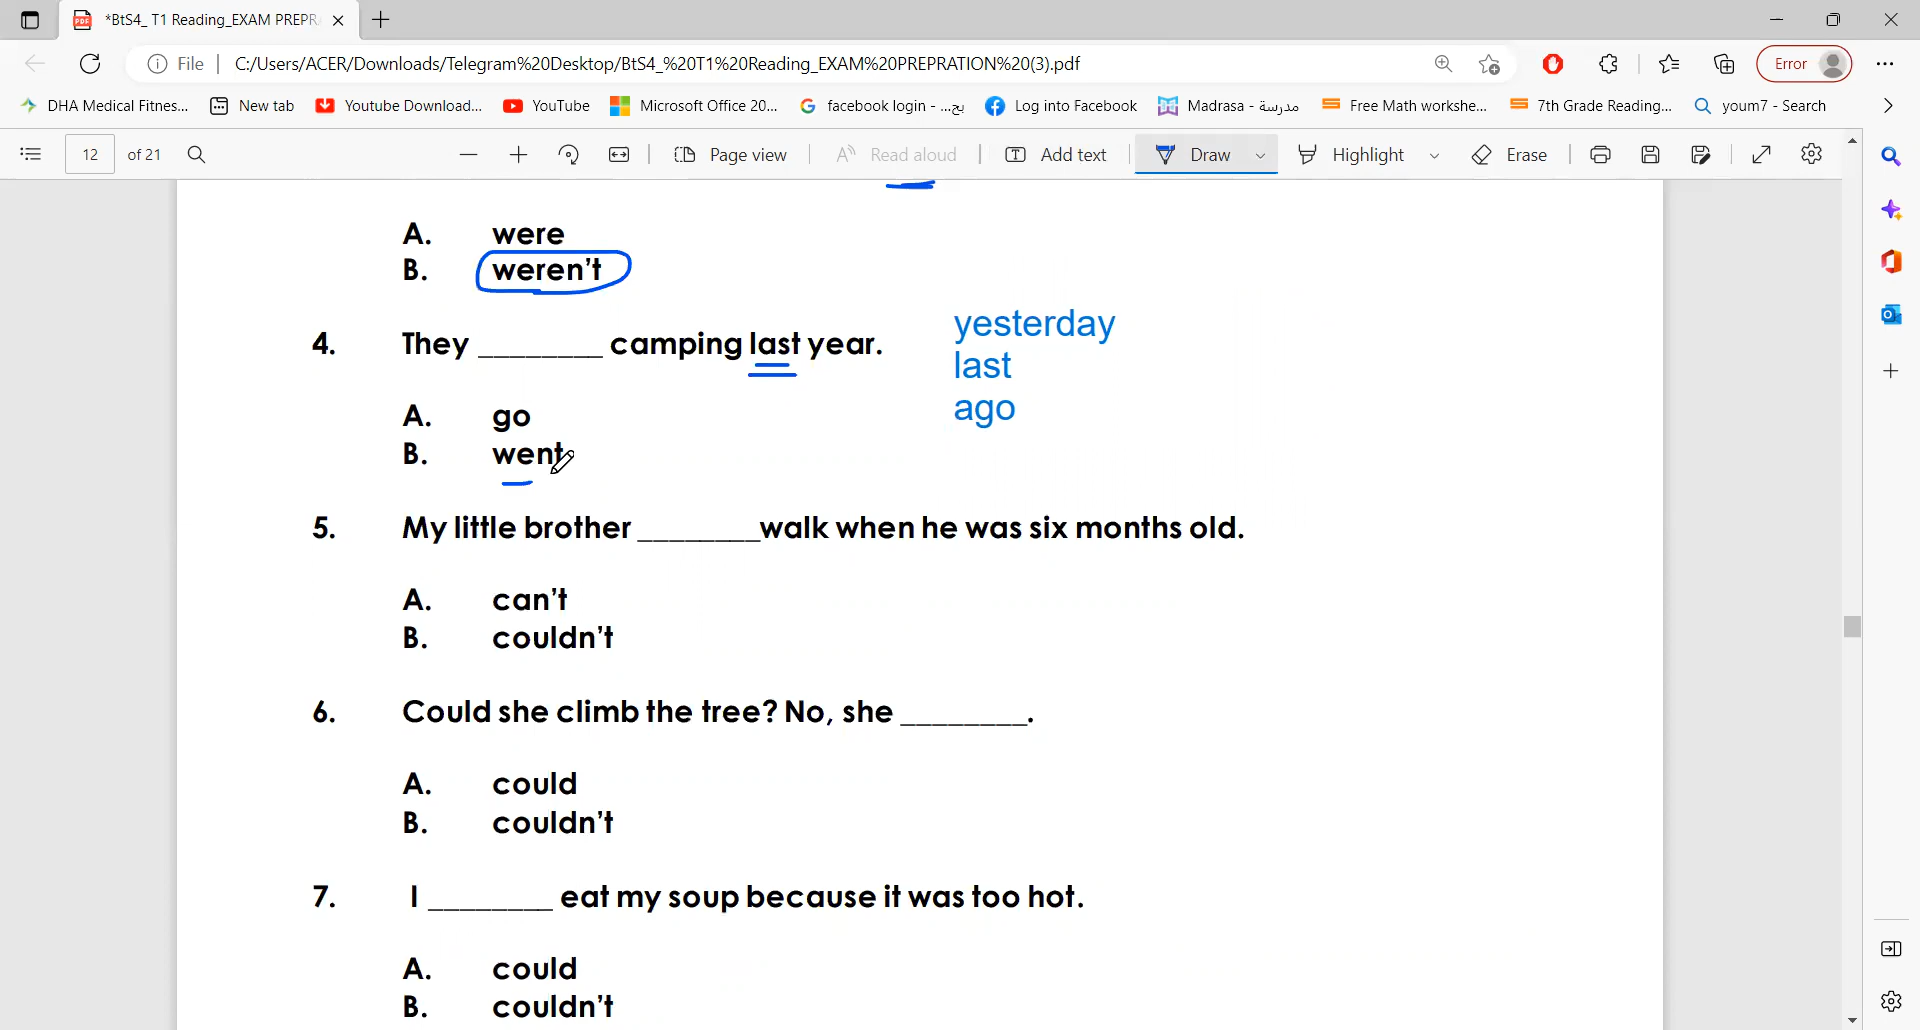 *BtS4_ T1 Reading_EXAM PREPR
File
C:/Users/ACER/Downloads/Telegram%20Desktop/BtS4_%20T1%20Reading_EXAM%20PREPRATION%20(3).pdf
Error
DHA Medical Fitnes...
New tab
Youtube Download...
YouTube
Microsoft Office 20...
facebook login - ...بح
Log into Facebook
Madrasa - مدرسة
Free Math workshe...
7th Grade Reading...
youm7 - Search
12 of 21
Page view
Read aloud
Add text
Draw
Highlight
Erase
A. were
B. weren't
4. They ________ camping last year.
yesterday
last
ago
A. go
B. went
5. My little brother ________walk when he was six months old.
A. can't
B. couldn't
6. Could she climb the tree? No, she ________.
A. could
B. couldn't
7. I ________ eat my soup because it was too hot.
A. could
B. couldn't